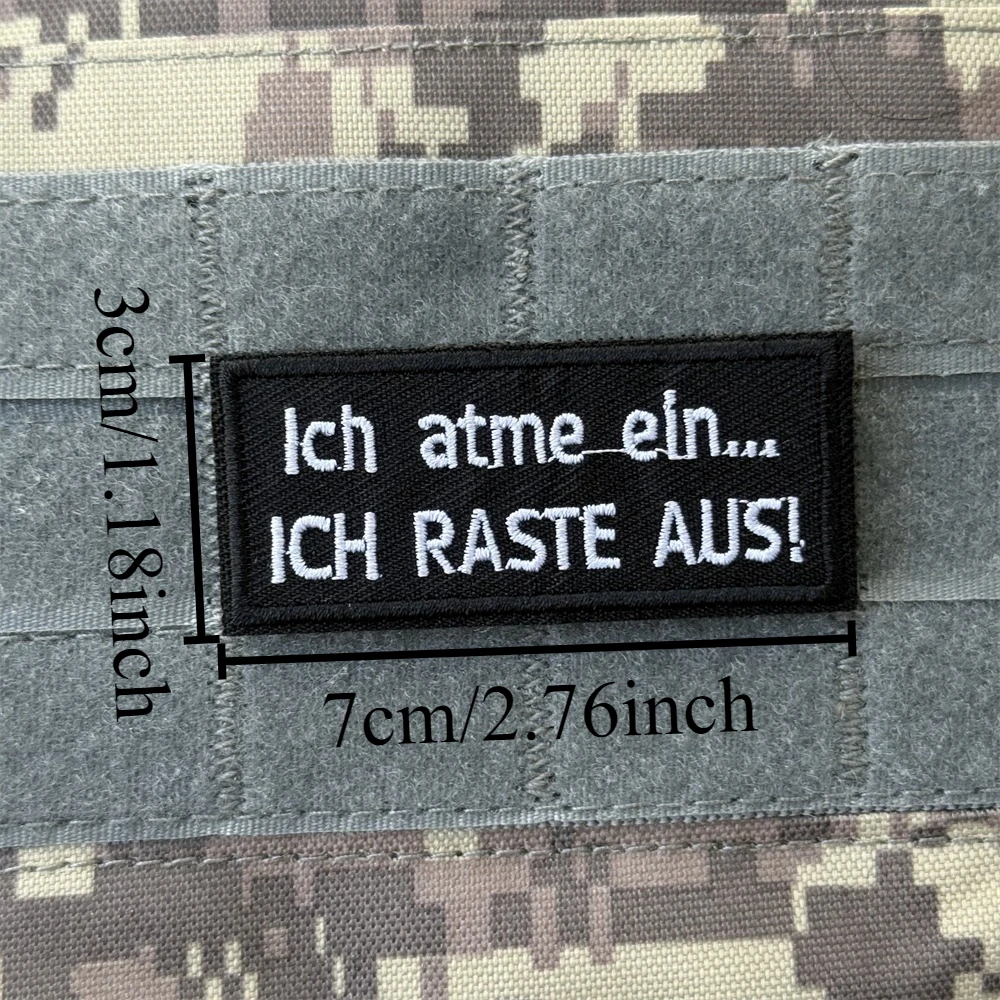 Ich atme ein...
ICH RASTE AUS!
3cm/1.18inch
7cm/2.76inch